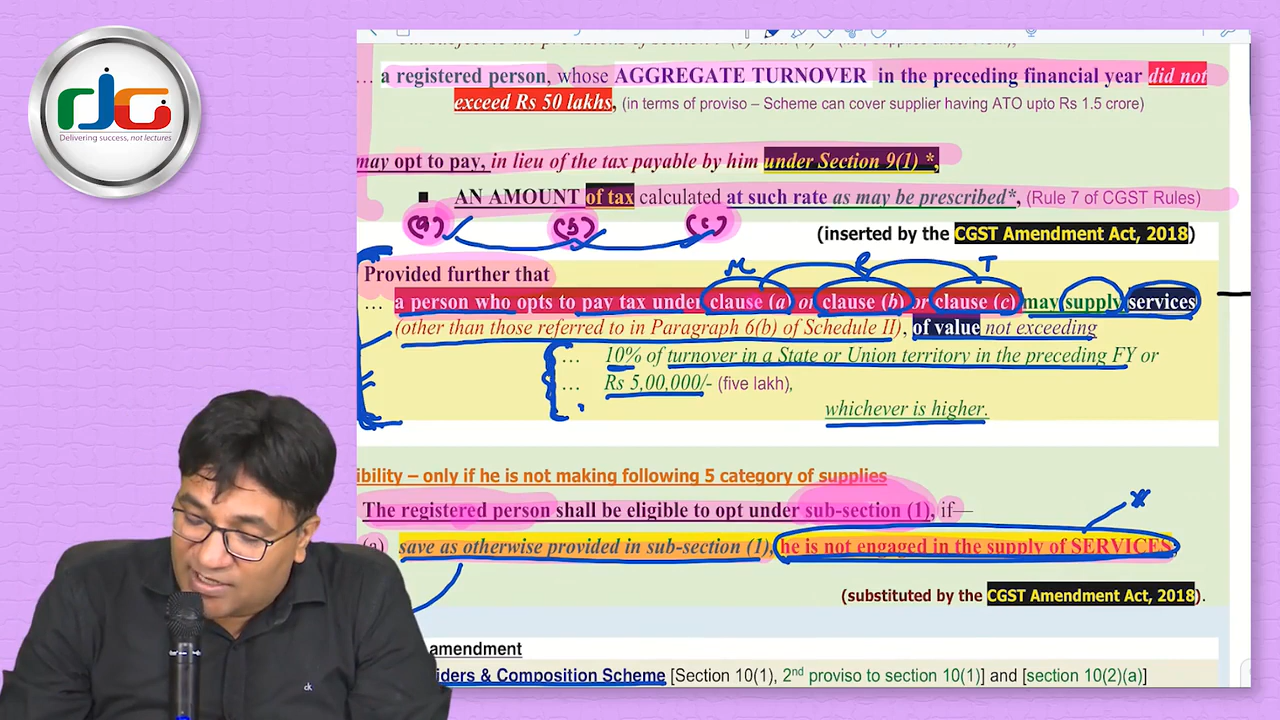 Delivering success, not lectures
… a registered person, whose AGGREGATE TURNOVER in the preceding financial year did not
exceed Rs 50 lakhs, (in terms of proviso – Scheme can cover supplier having ATO upto Rs 1.5 crore)
may opt to pay, in lieu of the tax payable by him under Section 9(1) *,
■ AN AMOUNT of tax calculated at such rate as may be prescribed*, (Rule 7 of CGST Rules)
(a) (b) (c)
(inserted by the CGST Amendment Act, 2018)
M R T
Provided further that
… a person who opts to pay tax under clause (a) or clause (b) or clause (c) may supply services
(other than those referred to in Paragraph 6(b) of Schedule II), of value not exceeding
… 10% of turnover in a State or Union territory in the preceding FY or
… Rs 5,00,000/- (five lakh),
whichever is higher.
ibility – only if he is not making following 5 category of supplies
The registered person shall be eligible to opt under sub-section (1), if—
(a) save as otherwise provided in sub-section (1), he is not engaged in the supply of SERVICES,
(substituted by the CGST Amendment Act, 2018).
amendment
iders & Composition Scheme [Section 10(1), 2nd proviso to section 10(1)] and [section 10(2)(a)]
dk